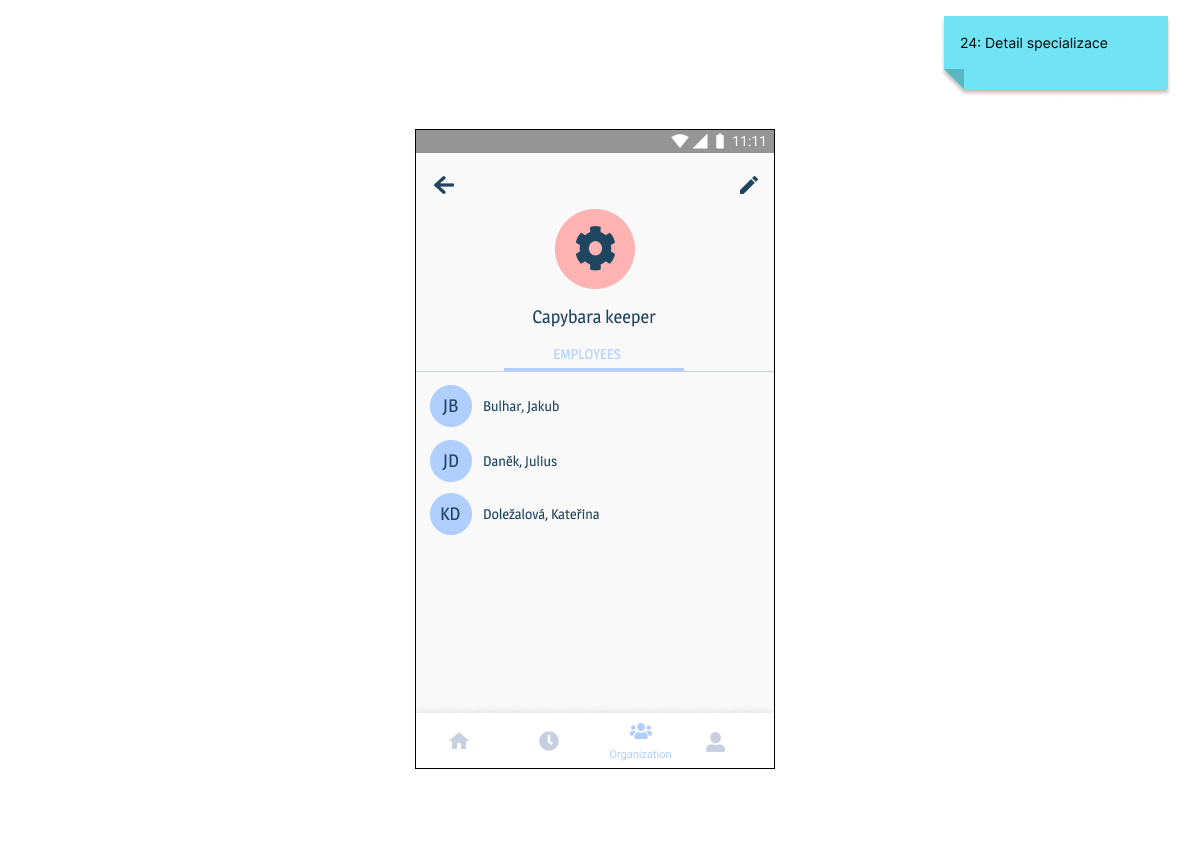 24: Detail specializace
11:11
Capybara keeper
EMPLOYEES
JB Bulhar, Jakub
JD Daněk, Julius
KD Doležalová, Kateřina
Organization